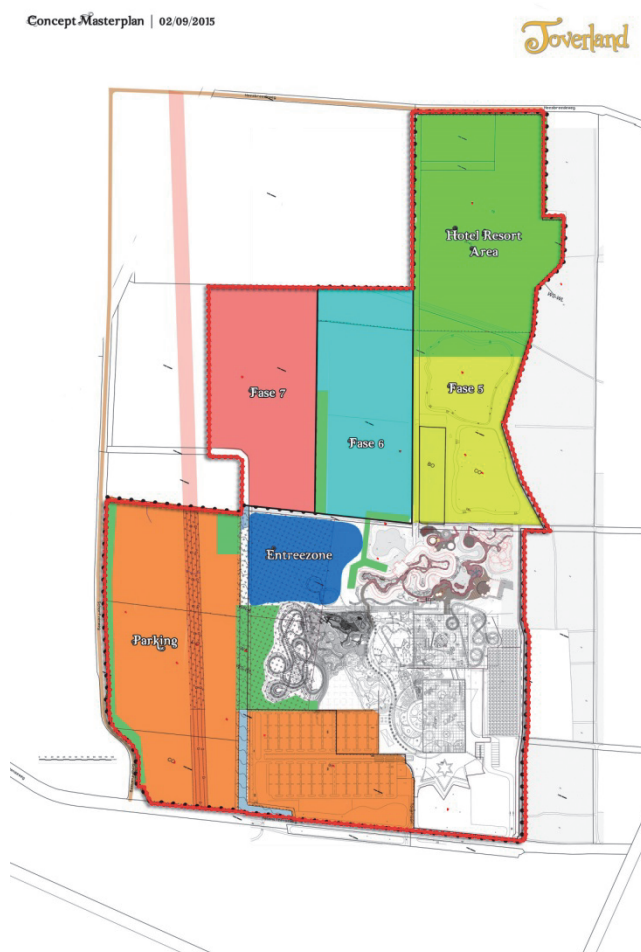 Concept Masterplan | 02/09/2015
Toverland
Hotel Resort
Area
Fase 7
Fase 5
Fase 6
Entreezone
Parking